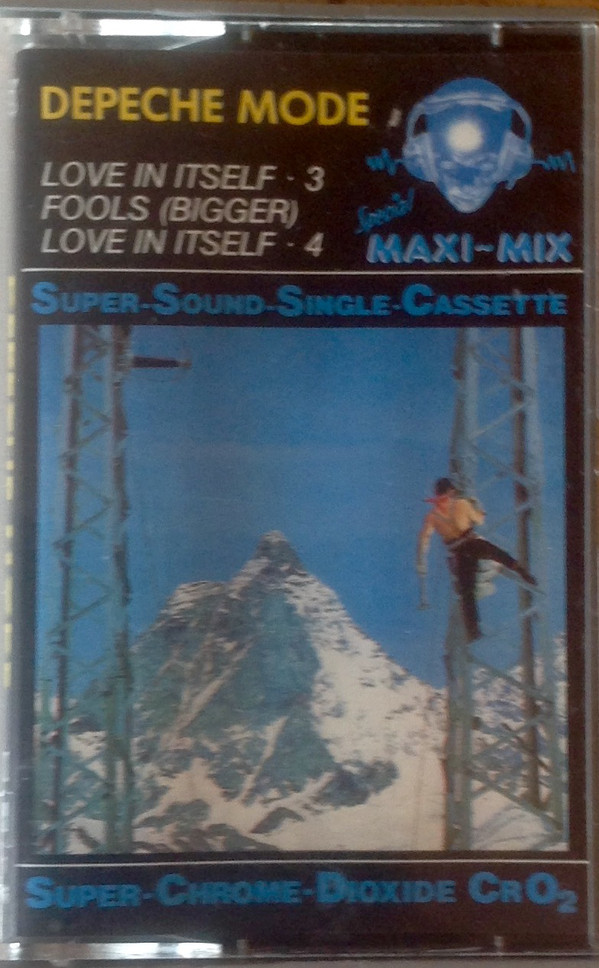 DEPECHE MODE
LOVE IN ITSELF · 3
FOOLS (BIGGER)
LOVE IN ITSELF · 4
Special
MAXI-MIX
SUPER-SOUND-SINGLE-CASSETTE
SUPER-CHROME-DIOXIDE CrO₂